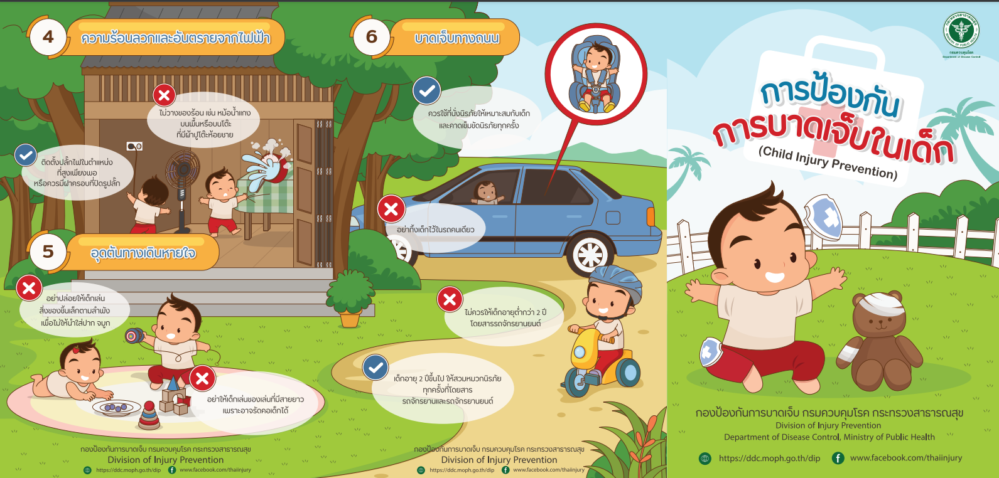 4
ความร้อนลวกและอันตรายจากไฟฟ้า
ไม่วางของร้อน เช่น หม้อน้ำแกง
บนพื้นหรือบนโต๊ะ
ที่มีผ้าปูโต๊ะห้อยชาย
ติดตั้งปลั๊กไฟในตำแหน่ง
ที่สูงเพียงพอ
หรือควรมีฝาครอบที่ปิดรูปลั๊ก
5
อุดตันทางเดินหายใจ
อย่าปล่อยให้เด็กเล่น
สิ่งของชิ้นเล็กตามลำพัง
เพื่อไม่ให้นำใส่ปาก จมูก
อย่าให้เด็กเล่นของเล่นที่มีสายยาว
เพราะอาจรัดคอเด็กได้
กองป้องกันการบาดเจ็บ กรมควบคุมโรค กระทรวงสาธารณสุข
Division of Injury Prevention
https://ddc.moph.go.th/dip www.facebook.com/thaiinjury
6
บาดเจ็บทางถนน
ควรใช้ที่นั่งนิรภัยให้เหมาะสมกับเด็ก
และคาดเข็มขัดนิรภัยทุกครั้ง
อย่าทิ้งเด็กไว้ในรถคนเดียว
ไม่ควรให้เด็กอายุต่ำกว่า 2 ปี
โดยสารรถจักรยานยนต์
เด็กอายุ 2 ปีขึ้นไป ให้สวมหมวกนิรภัย
ทุกครั้งที่โดยสาร
รถจักรยานและรถจักรยานยนต์
กองป้องกันการบาดเจ็บ กรมควบคุมโรค กระทรวงสาธารณสุข
Division of Injury Prevention
https://ddc.moph.go.th/dip www.facebook.com/thaiinjury
กระทรวงสาธารณสุข
MINISTRY OF PUBLIC HEALTH
กรมควบคุมโรค
Department of Disease Control
การป้องกัน
การบาดเจ็บในเด็ก
(Child Injury Prevention)
กองป้องกันการบาดเจ็บ กรมควบคุมโรค กระทรวงสาธารณสุข
Division of Injury Prevention
Department of Disease Control, Ministry of Public Health
https://ddc.moph.go.th/dip www.facebook.com/thaiinjury